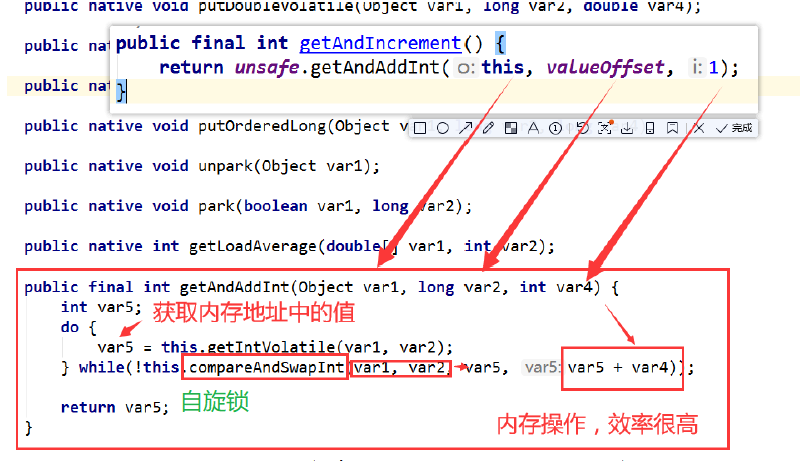 public native void putDoubleVolatile(Object var1, long var2, double var4);
public native
public final int getAndIncrement() {
return unsafe.getAndAddInt( o: this, valueOffset, i: 1);
}
public nat
public native void putOrderedLong(Object v
完成
public native void unpark(Object var1);
public native void park(boolean var1, long var2);
public native int getLoadAverage(double[] var1, int var2);
public final int getAndAddInt(Object var1, long var2, int var4) {
int var5;
获取内存地址中的值
do {
var5 = this.getIntVolatile(var1, var2);
} while(!this.compareAndSwapInt(var1, var2, var5, var5: var5 + var4));
自旋锁
return var5;
内存操作，效率很高
}